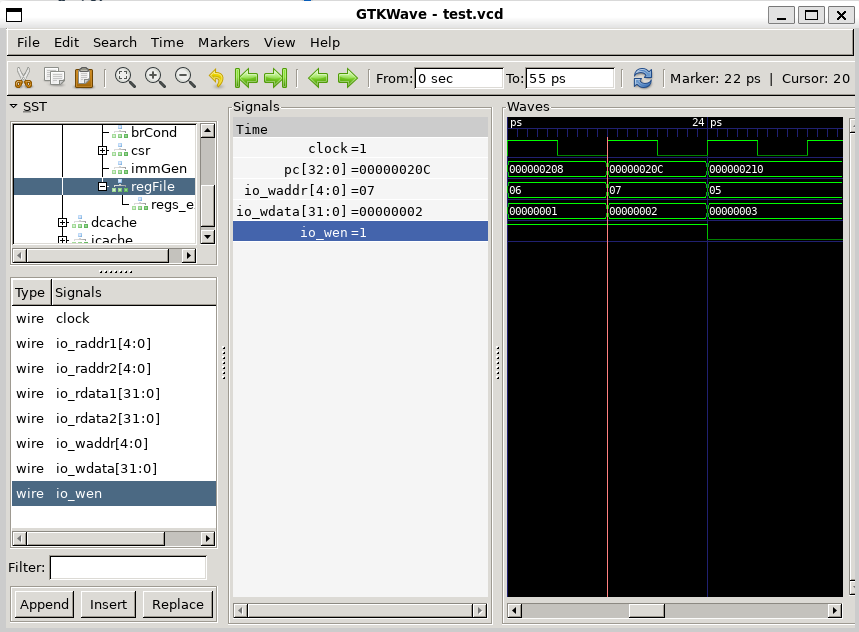 GTKWave - test.vcd
File Edit Search Time Markers View Help
From: 0 sec To: 55 ps Marker: 22 ps | Cursor: 20
SST
brCond
csr
immGen
regFile
regs_e
dcache
icache
Type Signals
wire clock
wire io_raddr1[4:0]
wire io_raddr2[4:0]
wire io_rdata1[31:0]
wire io_rdata2[31:0]
wire io_waddr[4:0]
wire io_wdata[31:0]
wire io_wen
Filter:
Append Insert Replace
Signals
Time
clock =1
pc[32:0] =00000020C
io_waddr[4:0] =07
io_wdata[31:0] =00000002
io_wen =1
Waves
ps 24 ps
000000208 00000020C 000000210
06 07 05
00000001 00000002 00000003